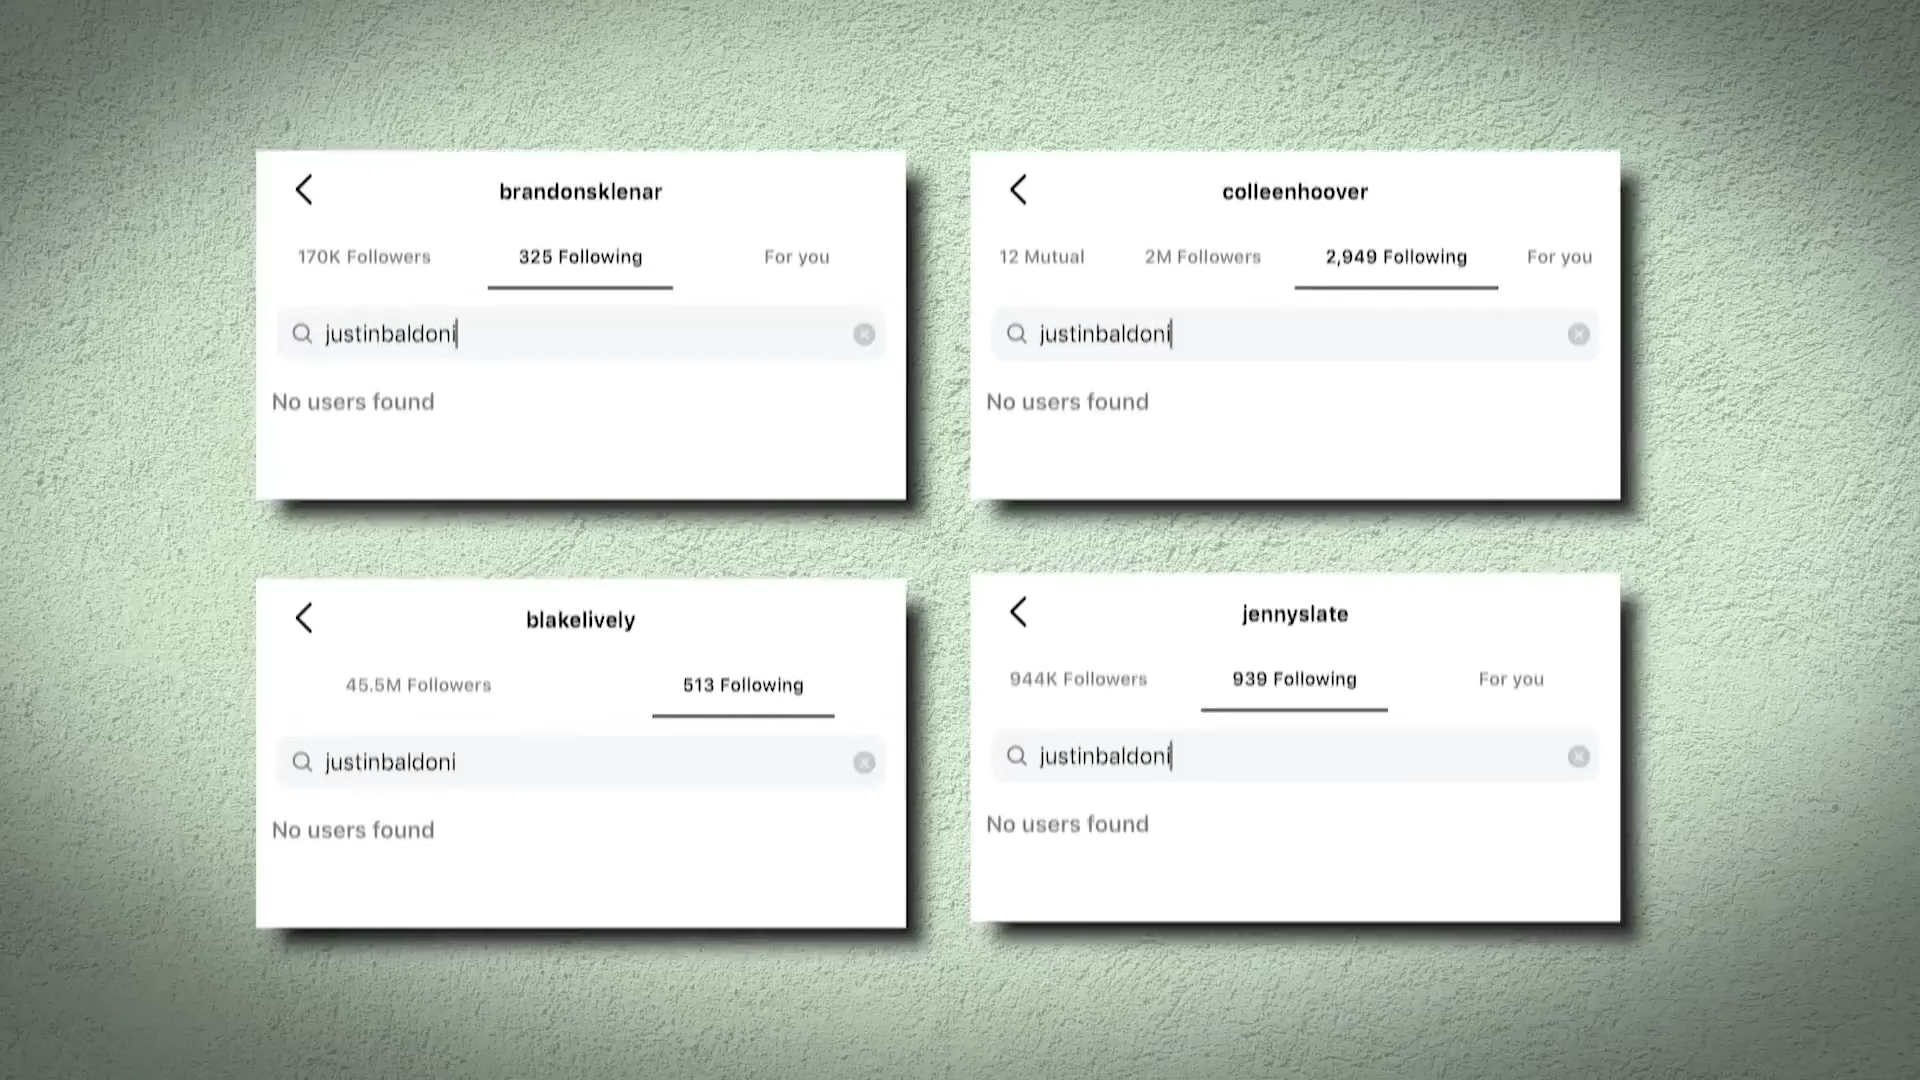 brandonsklenar
170K Followers 325 Following For you
justinbaldoni
No users found
colleenhoover
12 Mutual 2M Followers 2,949 Following For you
justinbaldoni
No users found
blakelively
45.5M Followers 513 Following
justinbaldoni
No users found
jennyslate
944K Followers 939 Following For you
justinbaldoni
No users found